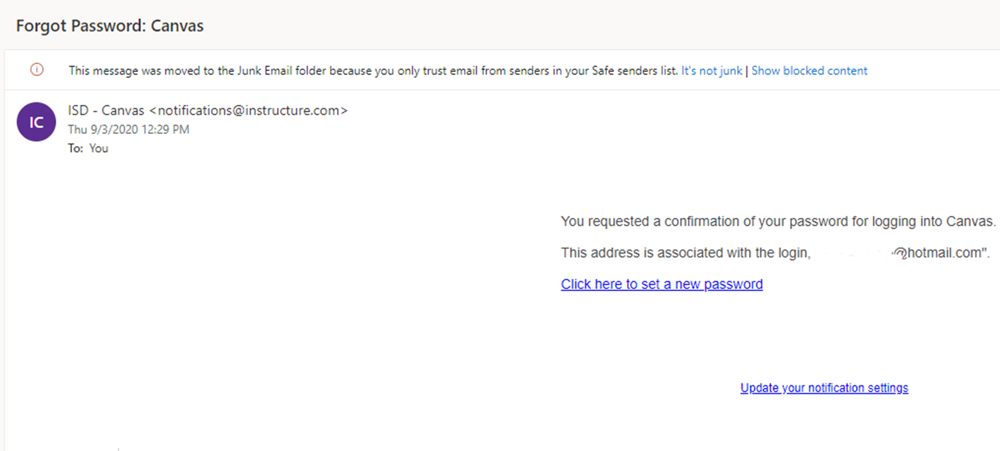 Forgot Password: Canvas
This message was moved to the Junk Email folder because you only trust email from senders in your Safe senders list. It's not junk | Show blocked content
IC
ISD - Canvas <notifications@instructure.com>
Thu 9/3/2020 12:29 PM
To: You
You requested a confirmation of your password for logging into Canvas.
This address is associated with the login, @hotmail.com".
Click here to set a new password
Update your notification settings